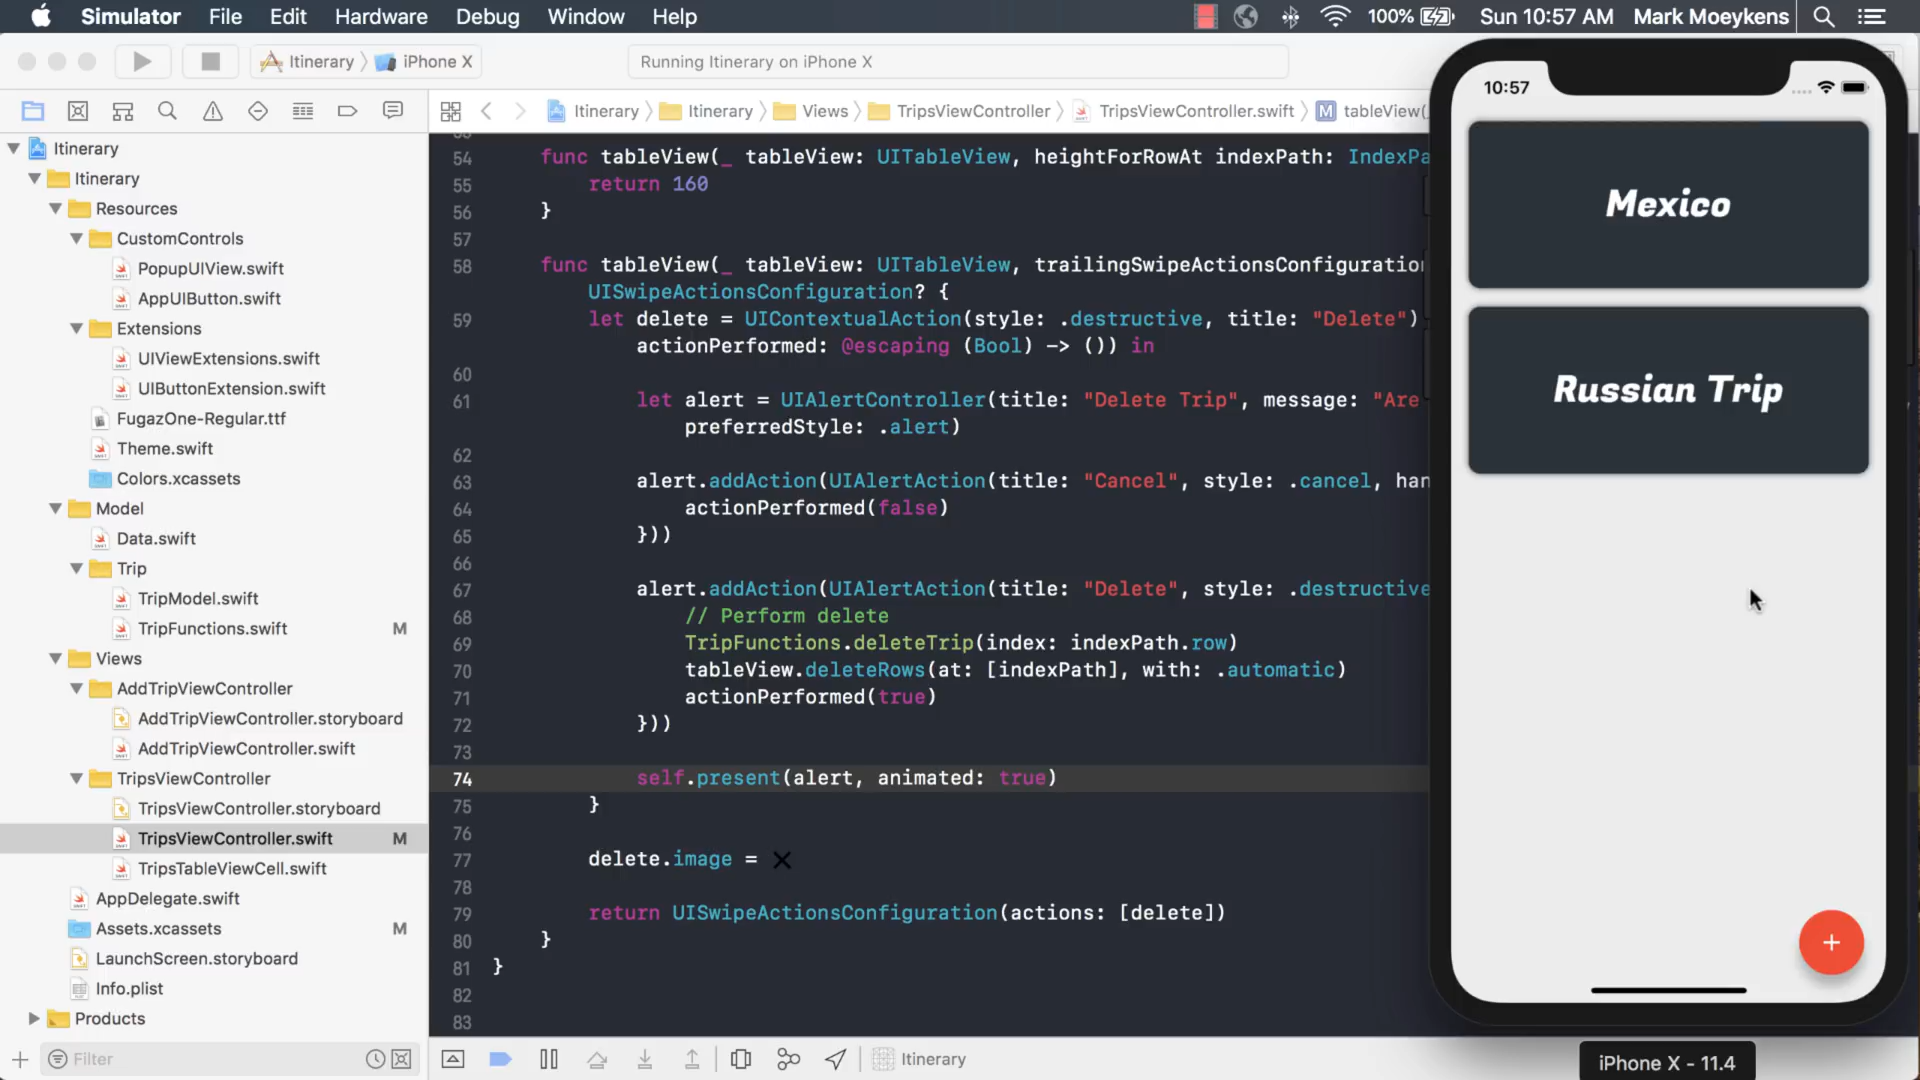 Simulator File Edit Hardware Debug Window Help 100% Sun 10:57 AM Mark Moeykens
Itinerary iPhone X Running Itinerary on iPhone X
Itinerary Itinerary Views TripsViewController TripsViewController.swift M tableView(
Itinerary
Itinerary
Resources
CustomControls
PopupUIView.swift
AppUIButton.swift
Extensions
UIViewExtensions.swift
UIButtonExtension.swift
FugazOne-Regular.ttf
Theme.swift
Colors.xcassets
Model
Data.swift
Trip
TripModel.swift
TripFunctions.swift M
Views
AddTripViewController
AddTripViewController.storyboard
AddTripViewController.swift
TripsViewController
TripsViewController.storyboard
TripsViewController.swift M
TripsTableViewCell.swift
AppDelegate.swift
Assets.xcassets M
LaunchScreen.storyboard
Info.plist
Products
Filter
54 func tableView(_ tableView: UITableView, heightForRowAt indexPath: IndexPa
55 return 160
56 }
57
58 func tableView(_ tableView: UITableView, trailingSwipeActionsConfiguration
UISwipeActionsConfiguration? {
59 let delete = UIContextualAction(style: .destructive, title: "Delete")
actionPerformed: @escaping (Bool) -> ()) in
60
61 let alert = UIAlertController(title: "Delete Trip", message: "Are
preferredStyle: .alert)
62
63 alert.addAction(UIAlertAction(title: "Cancel", style: .cancel, han
64 actionPerformed(false)
65 }))
66
67 alert.addAction(UIAlertAction(title: "Delete", style: .destructive
68 // Perform delete
69 TripFunctions.deleteTrip(index: indexPath.row)
70 tableView.deleteRows(at: [indexPath], with: .automatic)
71 actionPerformed(true)
72 }))
73
74 self.present(alert, animated: true)
75 }
76
77 delete.image =
78
79 return UISwipeActionsConfiguration(actions: [delete])
80 }
81 }
82
83
Itinerary
10:57
Mexico
Russian Trip
+
iPhone X - 11.4